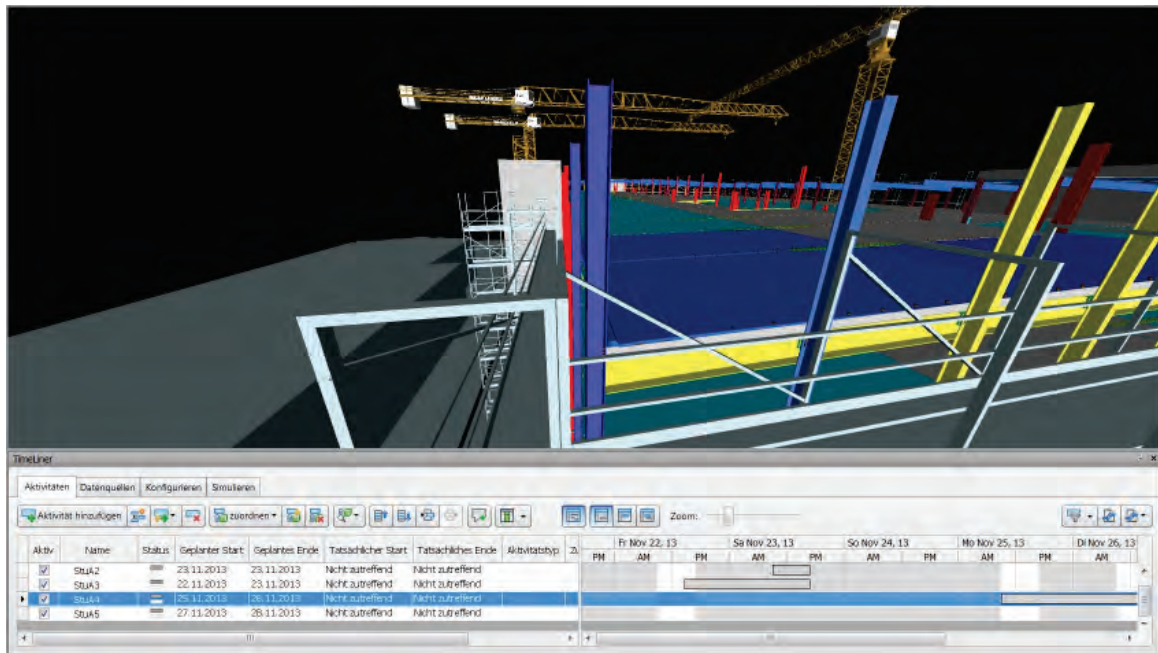 TimeLiner
Aktivitäten Datenquellen Konfigurieren Simulieren
Aktivität hinzufügen zuordnen Zoom:
Aktiv Name Status Geplanter Start Geplantes Ende Tatsächlicher Start Tatsächliches Ende Aktivitätstyp
Fr Nov 22, 13 Sa Nov 23, 13 So Nov 24, 13 Mo Nov 25, 13 Di Nov 26, 13
PM AM PM AM PM AM PM AM PM AM
StuA2 23.11.2013 23.11.2013 Nicht zutreffend Nicht zutreffend
StuA3 22.11.2013 23.11.2013 Nicht zutreffend Nicht zutreffend
StuA4 25.11.2013 26.11.2013 Nicht zutreffend Nicht zutreffend
StuA5 27.11.2013 28.11.2013 Nicht zutreffend Nicht zutreffend